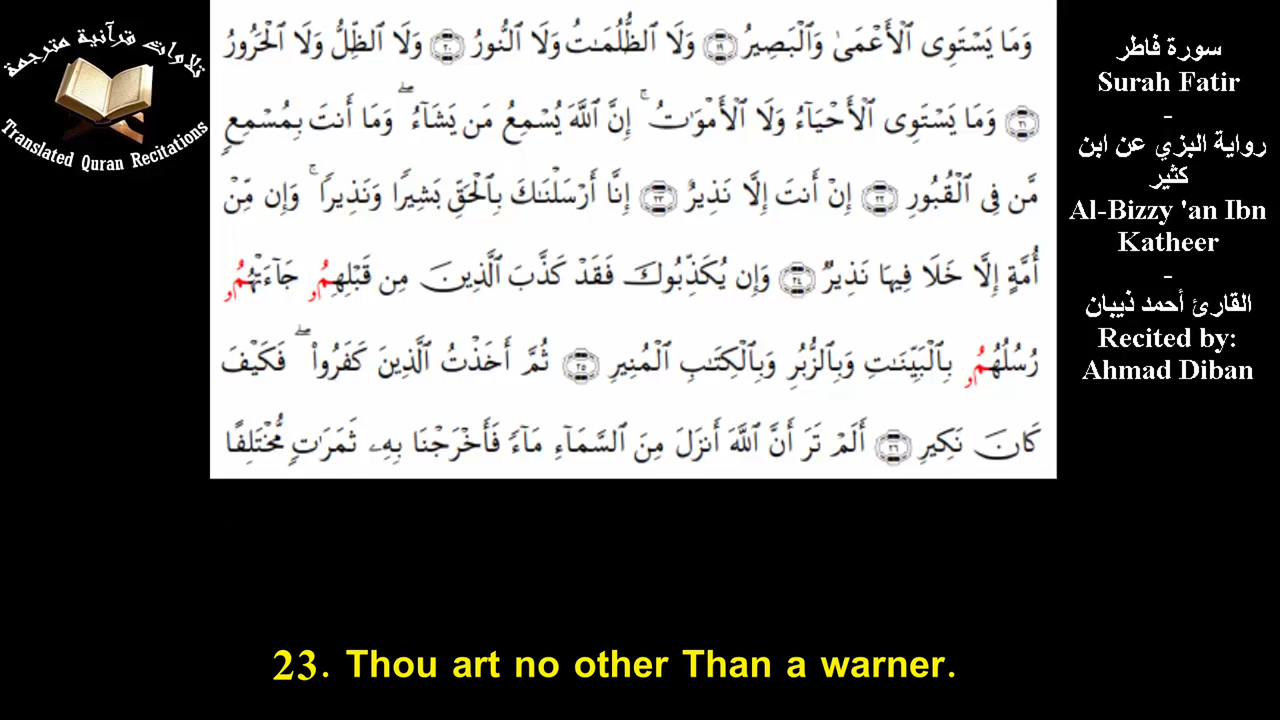 تلاوات قرآنية مترجمة
Translated Quran Recitations
وَمَا يَسْتَوِى ٱلْأَعْمَىٰ وَٱلْبَصِيرُ ١٩ وَلَا ٱلظُّلُمَٰتُ وَلَا ٱلنُّورُ ٢٠ وَلَا ٱلظِّلُّ وَلَا ٱلْحَرُورُ
٢١ وَمَا يَسْتَوِى ٱلْأَحْيَآءُ وَلَا ٱلْأَمْوَٰتُ ۚ إِنَّ ٱللَّهَ يُسْمِعُ مَن يَشَآءُ ۖ وَمَا أَنتَ بِمُسْمِعٍ
مَّن فِى ٱلْقُبُورِ ٢٢ إِنْ أَنتَ إِلَّا نَذِيرٌ ٢٣ إِنَّا أَرْسَلْنَٰكَ بِٱلْحَقِّ بَشِيرًا وَنَذِيرًا ۚ وَإِن مِّنْ
أُمَّةٍ إِلَّا خَلَا فِيهَا نَذِيرٌ ٢٤ وَإِن يُكَذِّبُوكَ فَقَدْ كَذَّبَ ٱلَّذِينَ مِن قَبْلِهِمُۥ جَآءَتْهُمُۥ
رُسُلُهُمُۥ بِٱلْبَيِّنَٰتِ وَبِٱلزُّبُرِ وَبِٱلْكِتَٰبِ ٱلْمُنِيرِ ٢٥ ثُمَّ أَخَذْتُ ٱلَّذِينَ كَفَرُوا۟ ۖ فَكَيْفَ
كَانَ نَكِيرِ ٢٦ أَلَمْ تَرَ أَنَّ ٱللَّهَ أَنزَلَ مِنَ ٱلسَّمَآءِ مَآءً فَأَخْرَجْنَا بِهِۦ ثَمَرَٰتٍ مُّخْتَلِفًا
سورة فاطر
Surah Fatir
-
رواية البزي عن ابن
كثير
Al-Bizzy 'an Ibn
Katheer
-
القارئ أحمد ذيبان
Recited by:
Ahmad Diban
23. Thou art no other Than a warner.